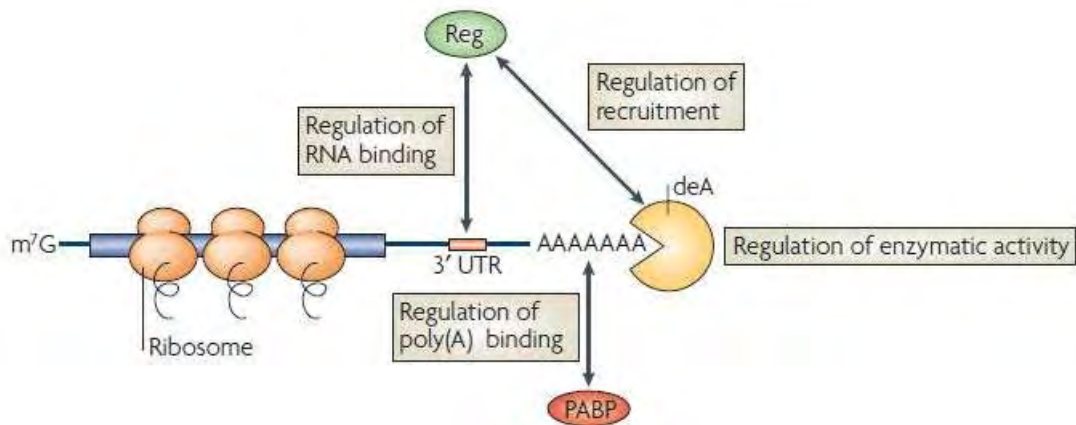 Reg
Regulation of
recruitment
Regulation of
RNA binding
deA
m⁷G
AAAAAAA
Regulation of enzymatic activity
3′ UTR
Regulation of
poly(A) binding
Ribosome
PABP